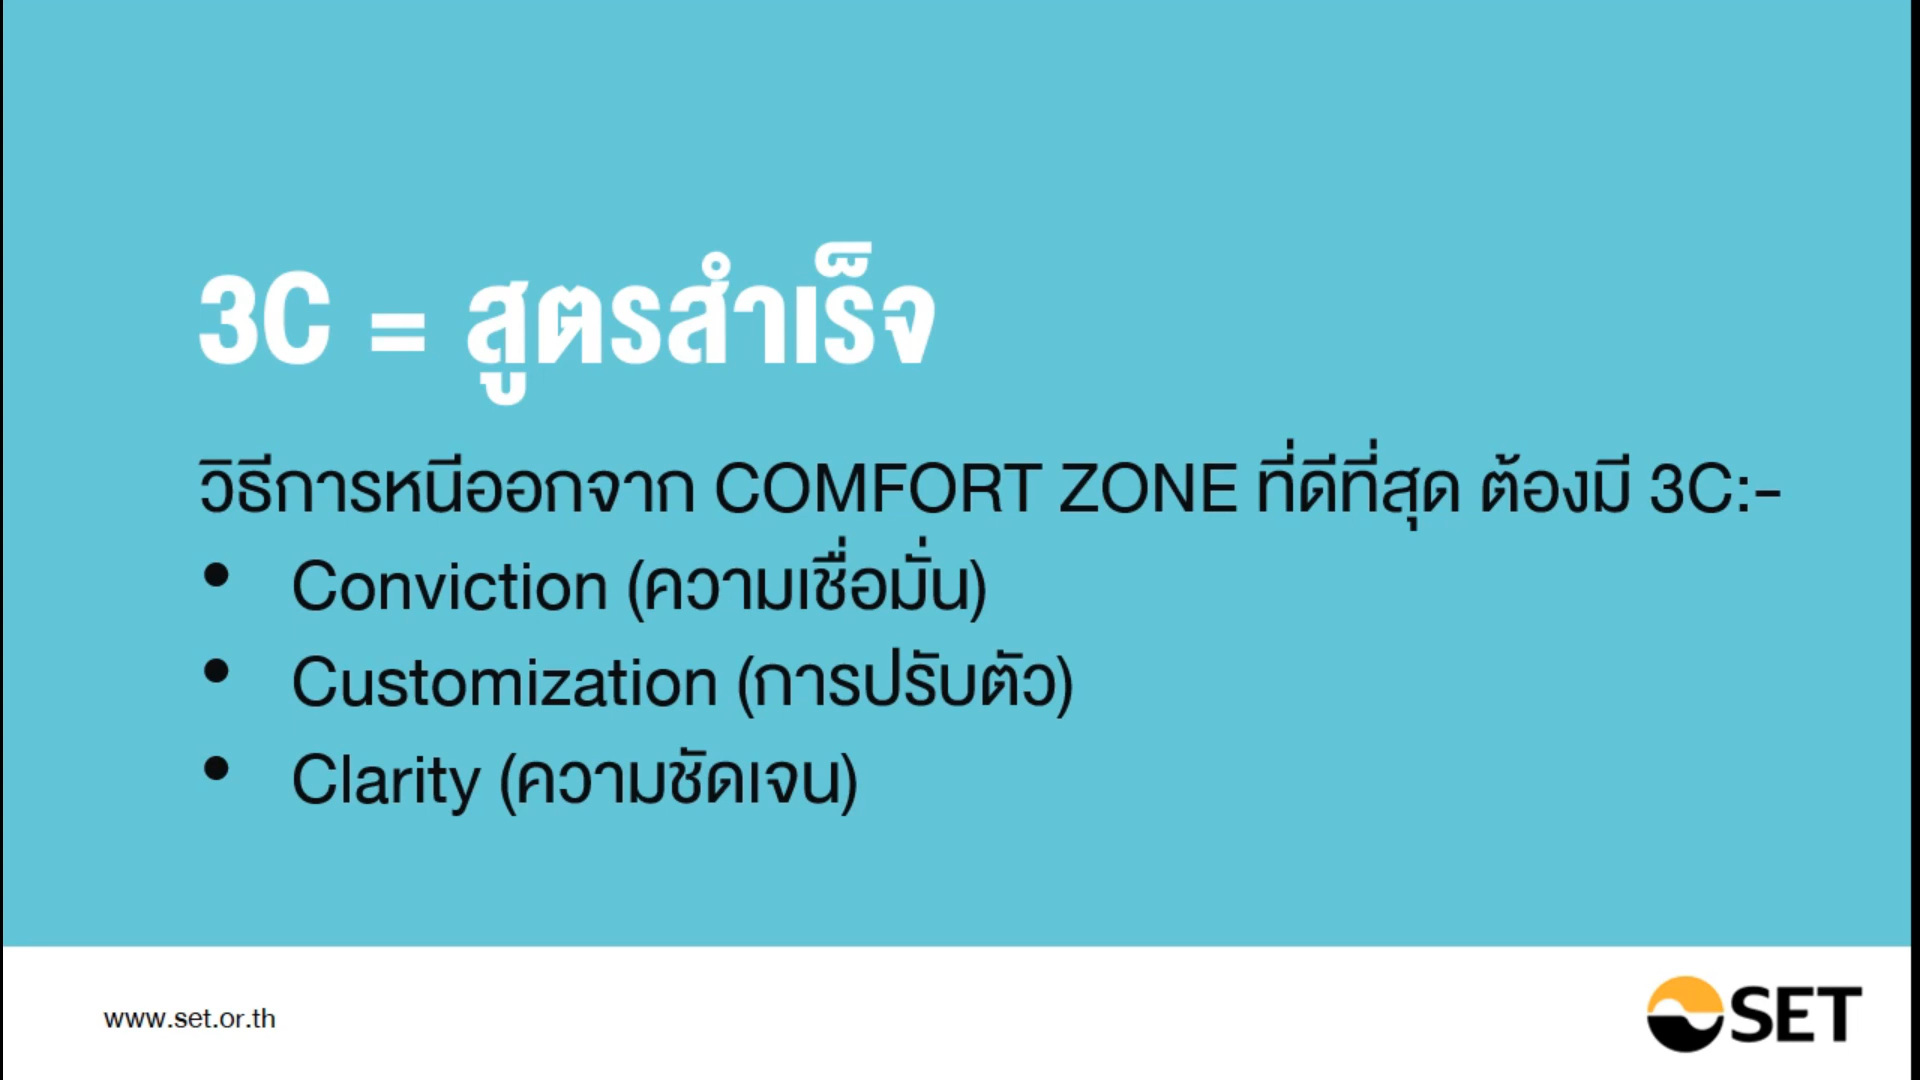 3C = สูตรสำเร็จ
วิธีการหนีออกจาก COMFORT ZONE ที่ดีที่สุด ต้องมี 3C:-
• Conviction (ความเชื่อมั่น)
• Customization (การปรับตัว)
• Clarity (ความชัดเจน)
www.set.or.th
SET